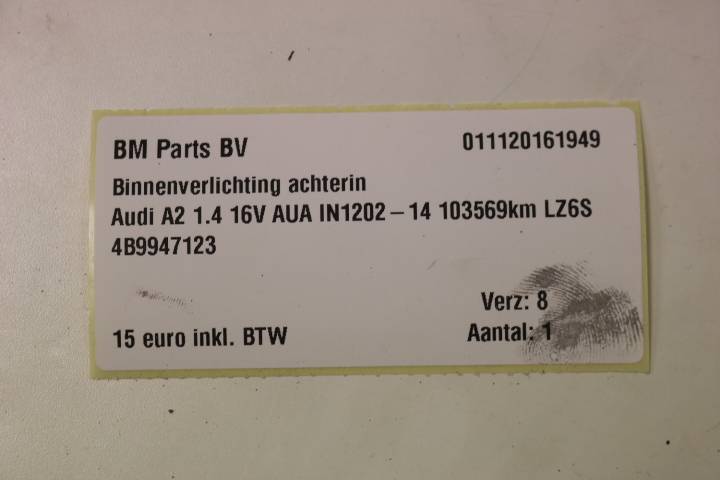 BM Parts BV 011120161949
Binnenverlichting achterin
Audi A2 1.4 16V AUA IN1202 – 14 103569km LZ6S
4B9947123
Verz: 8
15 euro inkl. BTW Aantal: 1